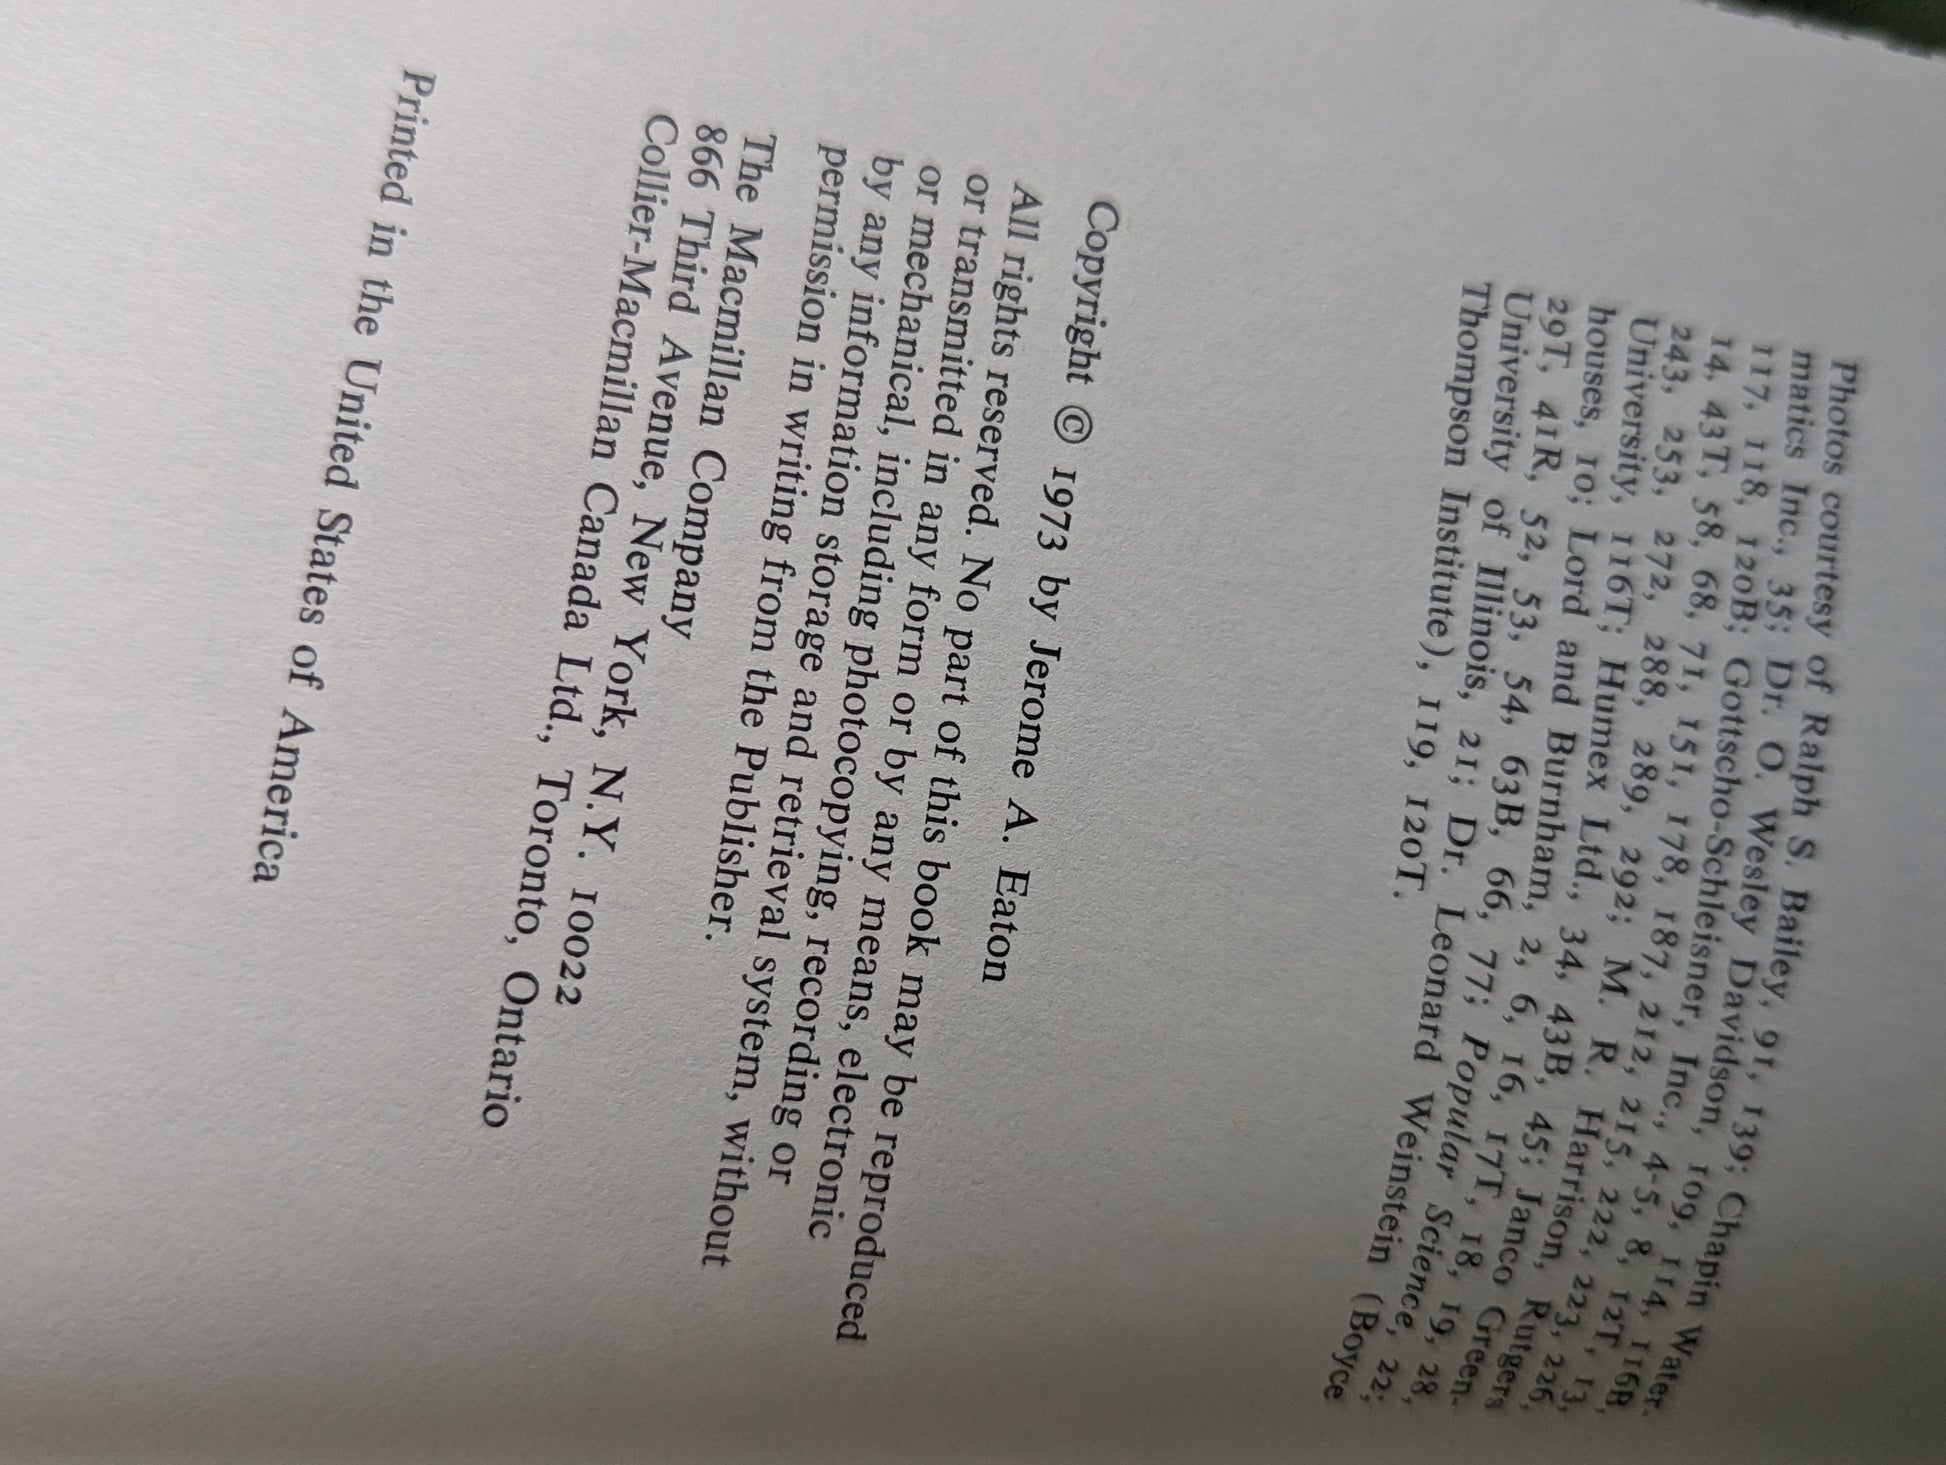 Photos courtesy of Ralph S. Bailey, 91, 139; Chapin Water-
matics Inc., 35; Dr. O. Wesley Davidson, 109, 114, 116B,
117, 118, 120B; Gottscho-Schleisner, Inc., 4-5, 8, 12T, 13,
14, 43T, 58, 68, 71, 151, 178, 187, 212, 215, 222, 223, 226,
243, 253, 272, 288, 289, 292; M. R. Harrison, Rutgers
University, 116T; Humex Ltd., 34, 43B, 45; Janco Green-
houses, 10; Lord and Burnham, 2, 6, 16, 17T, 18, 19, 28,
29T, 41R, 52, 53, 54, 63B, 66, 77; Popular Science, 22;
University of Illinois, 21; Dr. Leonard Weinstein (Boyce
Thompson Institute), 119, 120T.
Copyright © 1973 by Jerome A. Eaton
All rights reserved. No part of this book may be reproduced
or transmitted in any form or by any means, electronic
or mechanical, including photocopying, recording or
by any information storage and retrieval system, without
permission in writing from the Publisher.
The Macmillan Company
866 Third Avenue, New York, N.Y. 10022
Collier-Macmillan Canada Ltd., Toronto, Ontario
Printed in the United States of America